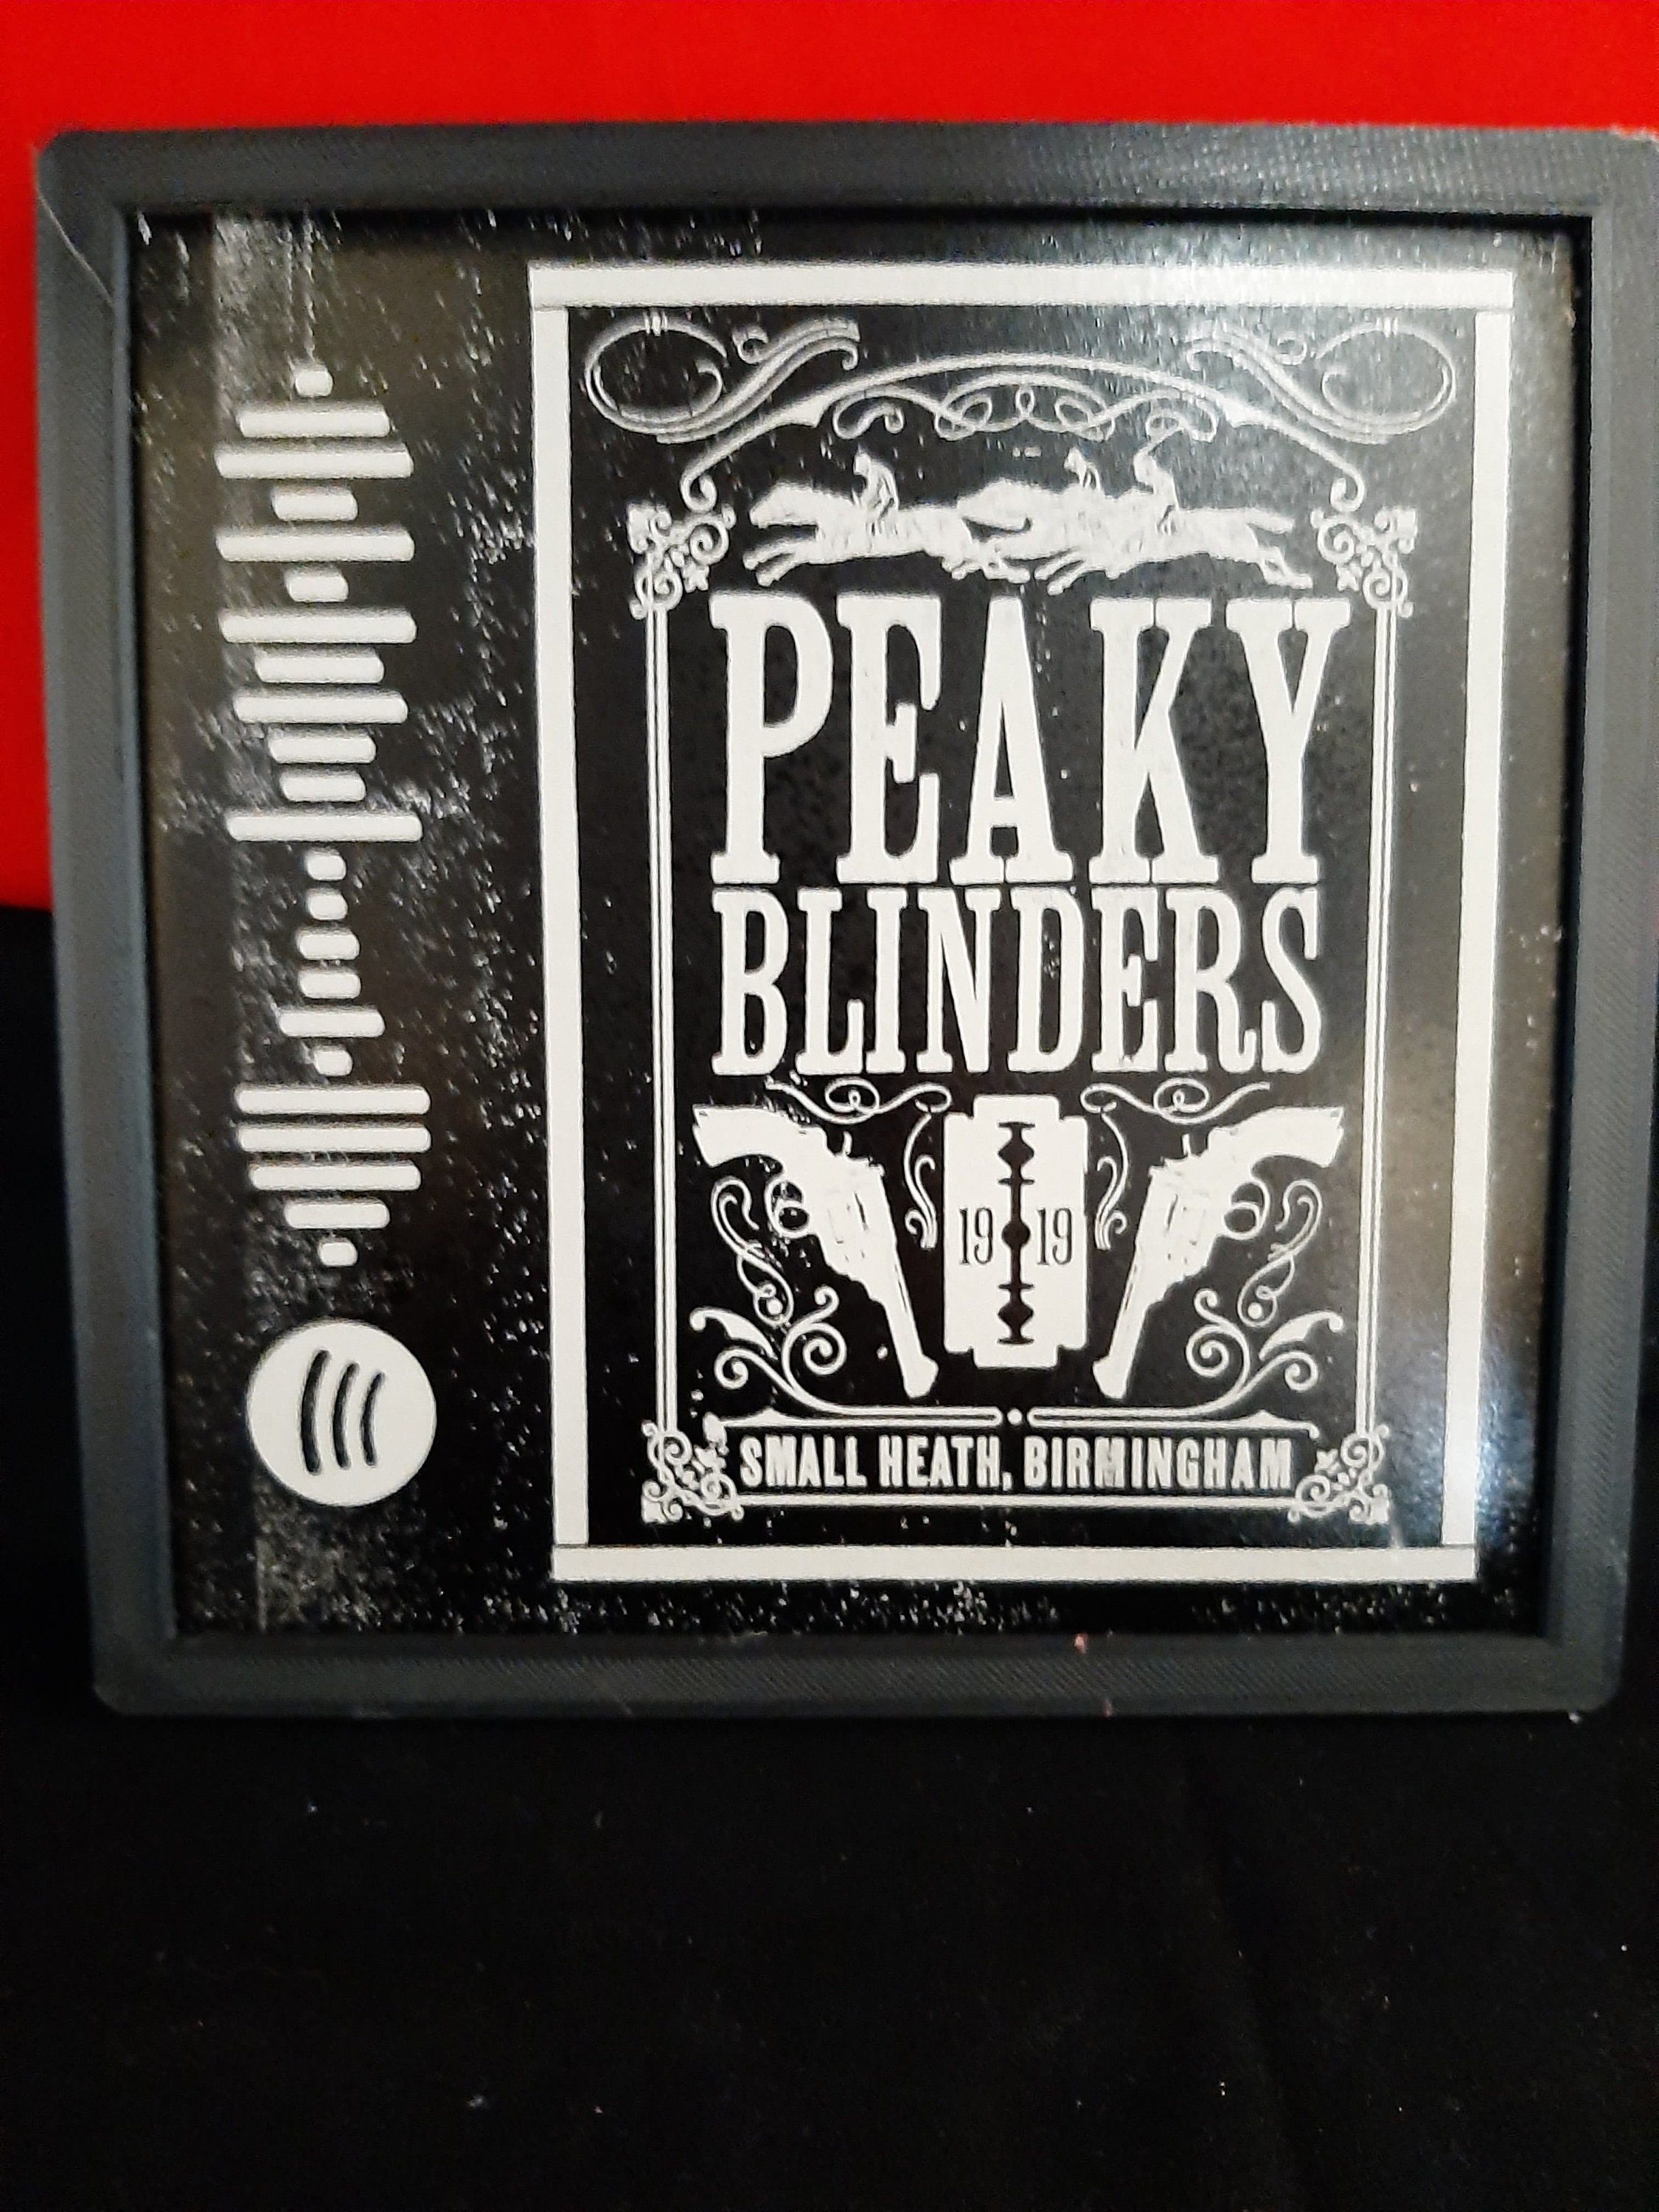 PEAKY
BLINDERS
19 19
SMALL HEATH, BIRMINGHAM